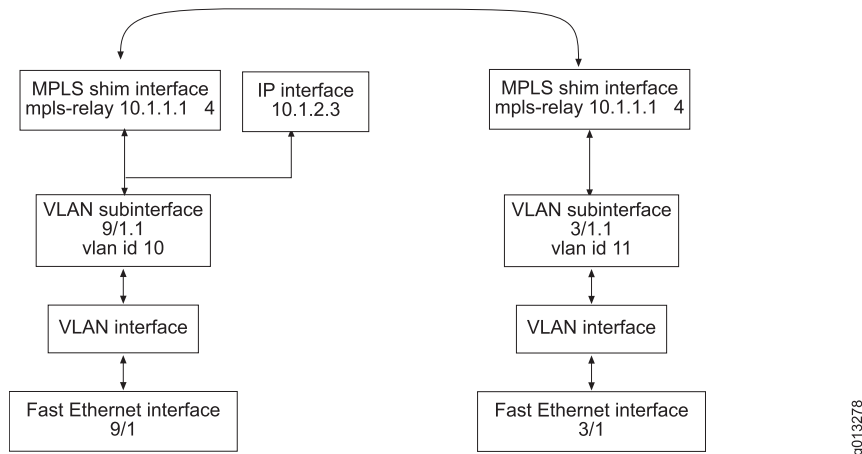 MPLS shim interface
mpls-relay 10.1.1.1 4
IP interface
10.1.2.3
MPLS shim interface
mpls-relay 10.1.1.1 4
VLAN subinterface
9/1.1
vlan id 10
VLAN subinterface
3/1.1
vlan id 11
VLAN interface
VLAN interface
Fast Ethernet interface
9/1
Fast Ethernet interface
3/1
g013278